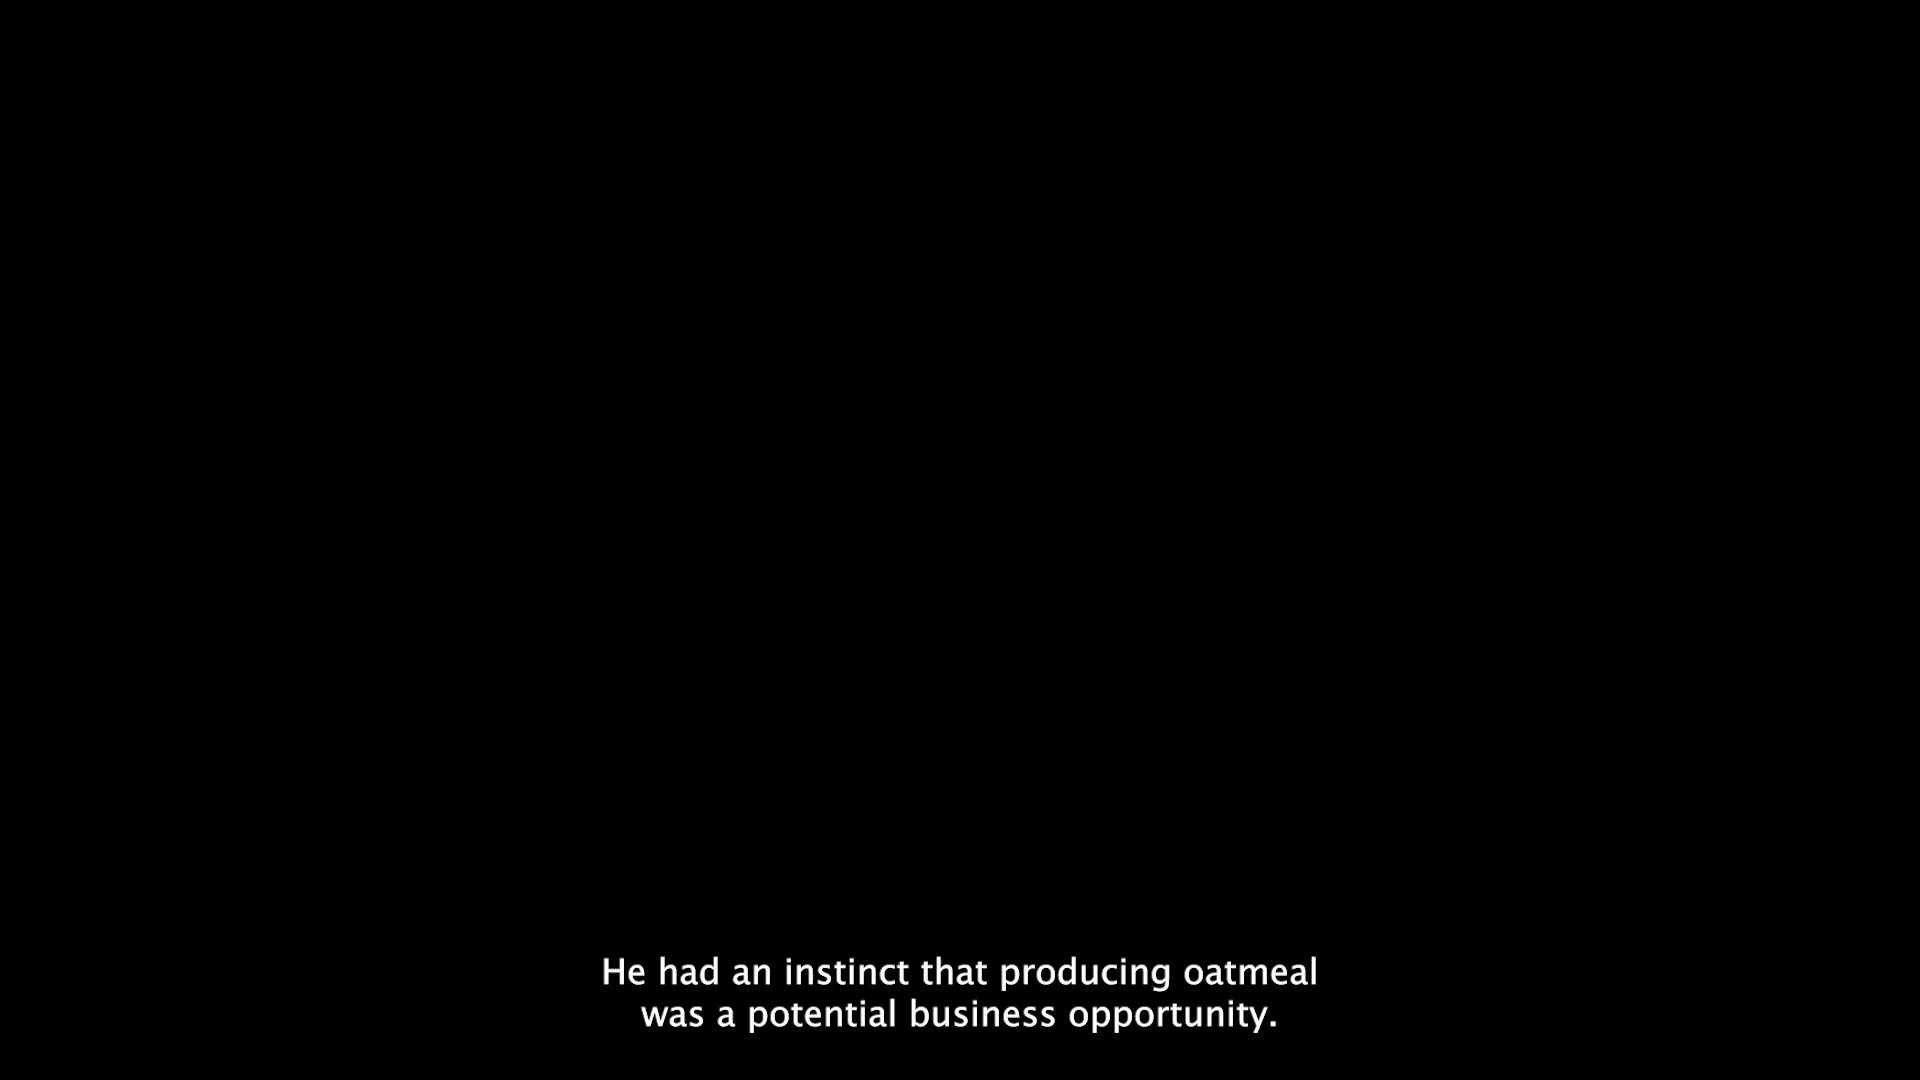 He had an instinct that producing oatmeal
was a potential business opportunity.